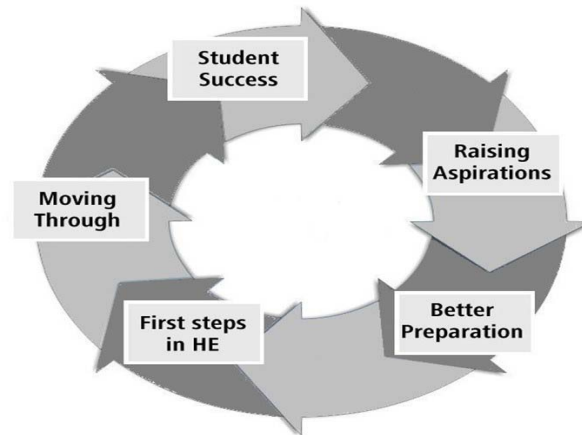 Student
Success
Raising
Aspirations
Better
Preparation
First steps
in HE
Moving
Through